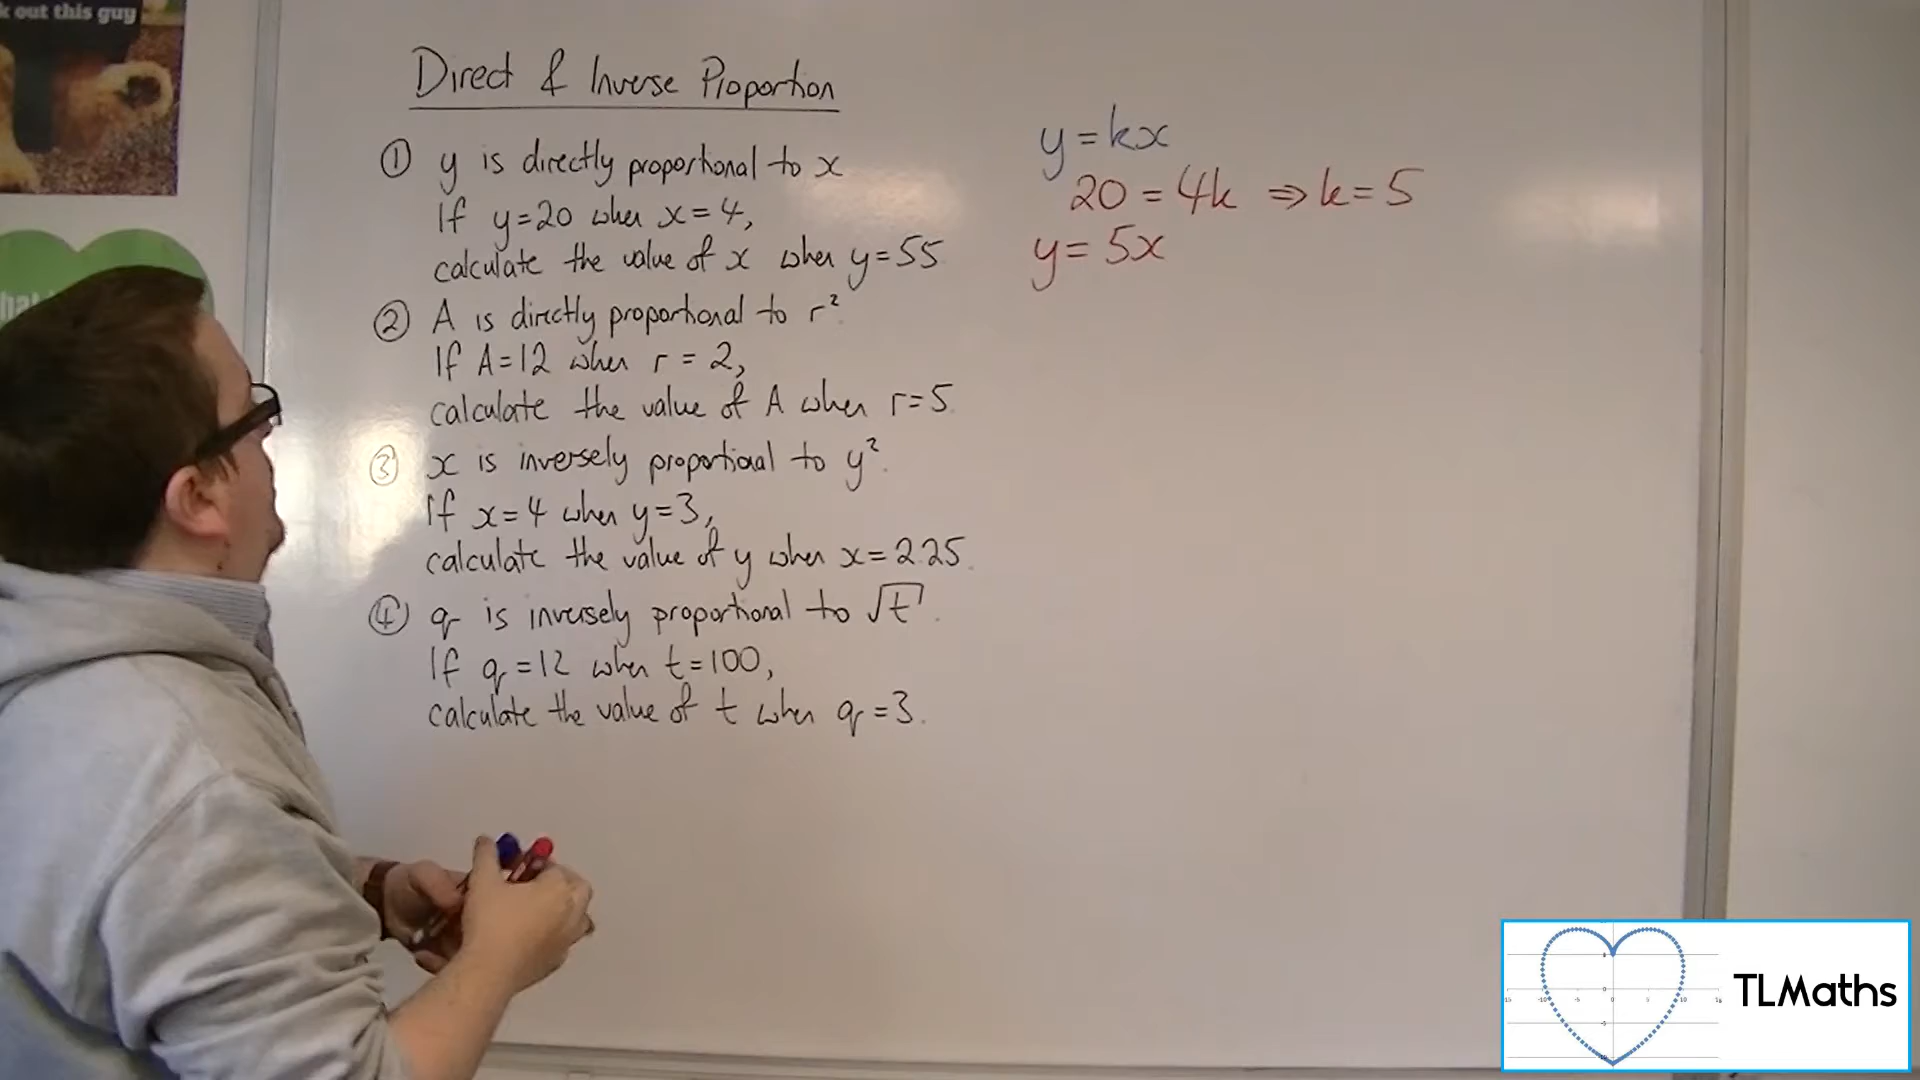 k out this guy
Direct & Inverse Proportion
① y is directly proportional to x
If y=20 when x=4,
calculate the value of x when y=55
② A is directly proportional to r².
If A=12 when r=2,
calculate the value of A when r=5.
③ x is inversely proportional to y².
If x=4 when y=3,
calculate the value of y when x=2.25.
④ q is inversely proportional to √t.
If q=12 when t=100,
calculate the value of t when q=3.
y=kx
20=4k ⇒ k=5
y=5x
TLMaths